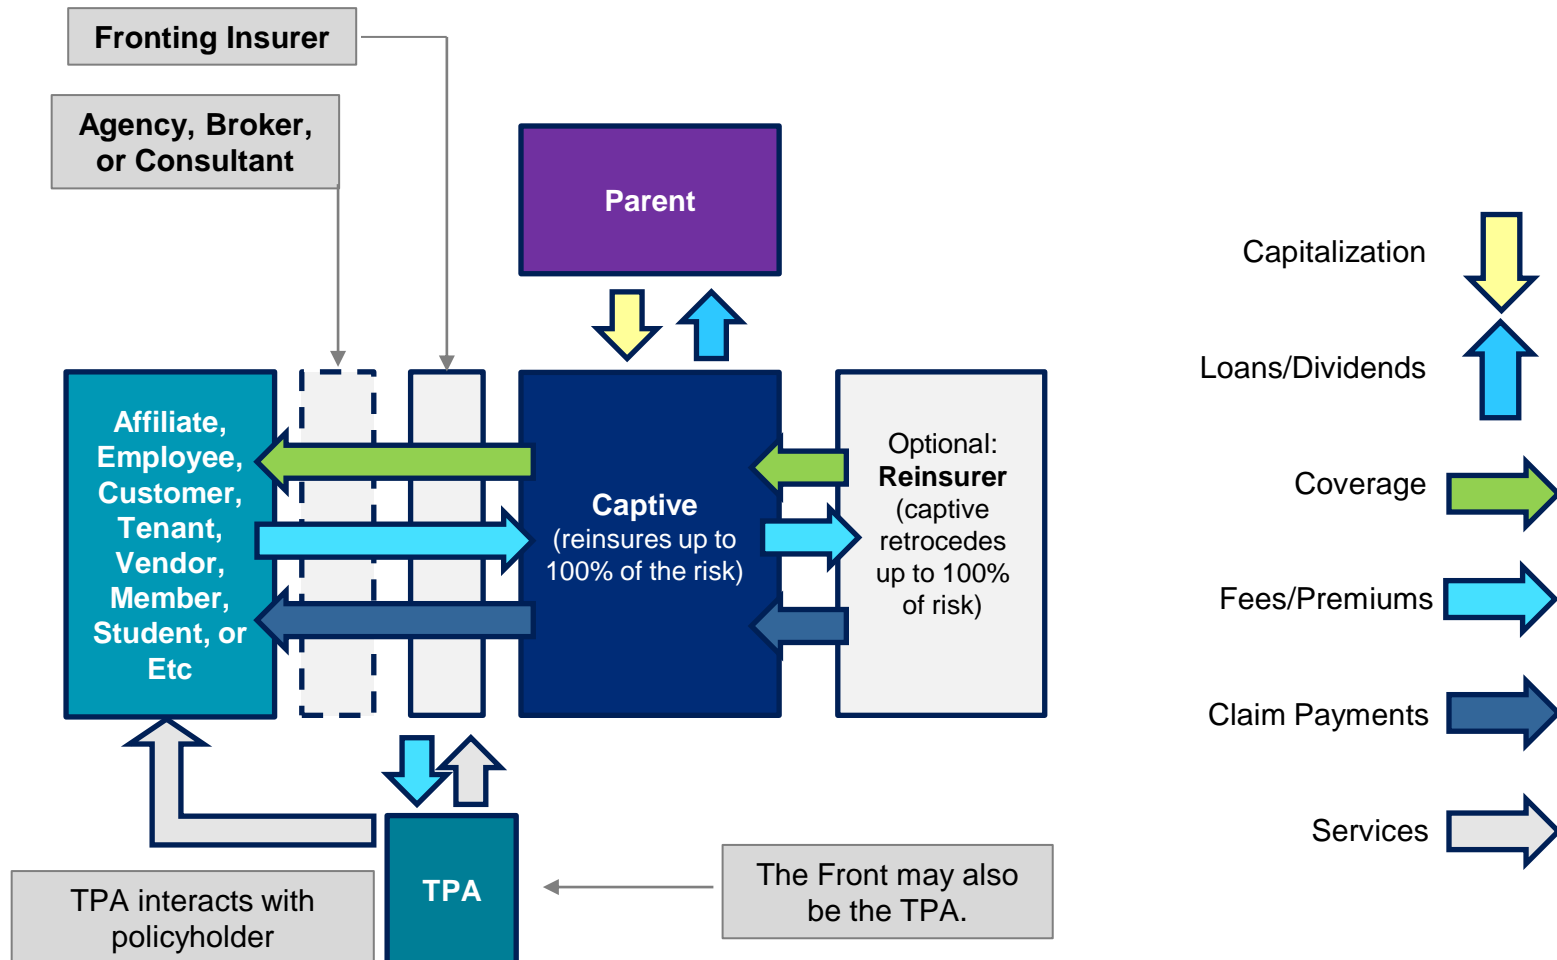 Fronting Insurer
Agency, Broker,
or Consultant
Parent
Affiliate,
Employee,
Customer,
Tenant,
Vendor,
Member,
Student, or
Etc
Captive
(reinsures up to
100% of the risk)
Optional:
Reinsurer
(captive
retrocedes
up to 100%
of risk)
TPA
TPA interacts with
policyholder
The Front may also
be the TPA.
Capitalization
Loans/Dividends
Coverage
Fees/Premiums
Claim Payments
Services